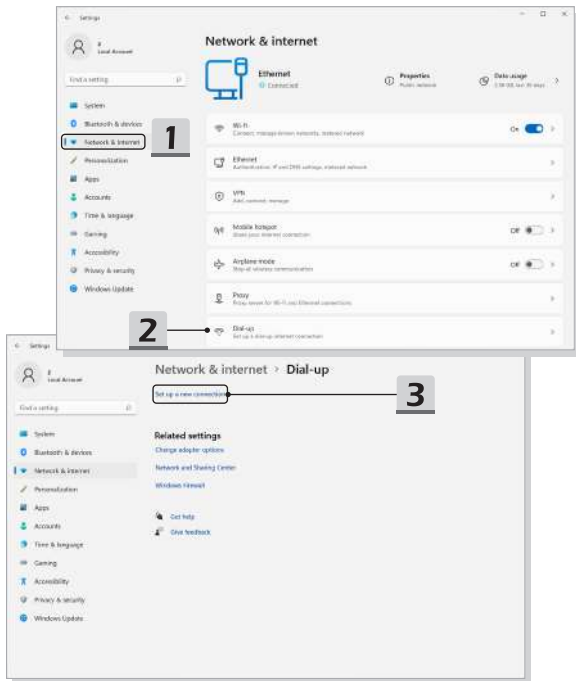 Settings
Local Account
Find a setting
System
Bluetooth & devices
Network & internet
Personalization
Apps
Accounts
Time & language
Gaming
Accessibility
Privacy & security
Windows Update
1
2
Network & internet
Ethernet
Connected
Properties
Public network
Data usage
Wi-Fi
Connect, manage known networks, metered network
On
Ethernet
Authentication, IP and DNS settings, metered network
VPN
Add, connect, manage
Mobile hotspot
Share your internet connection
Off
Airplane mode
Stop all wireless communication
Off
Proxy
Proxy server for Wi-Fi and Ethernet connections
Dial-up
Set up a dial-up internet connection
Settings
Local Account
Find a setting
System
Bluetooth & devices
Network & internet
Personalization
Apps
Accounts
Time & language
Gaming
Accessibility
Privacy & security
Windows Update
Network & internet > Dial-up
Set up a new connection
3
Related settings
Change adapter options
Network and Sharing Center
Windows Firewall
Get help
Give feedback